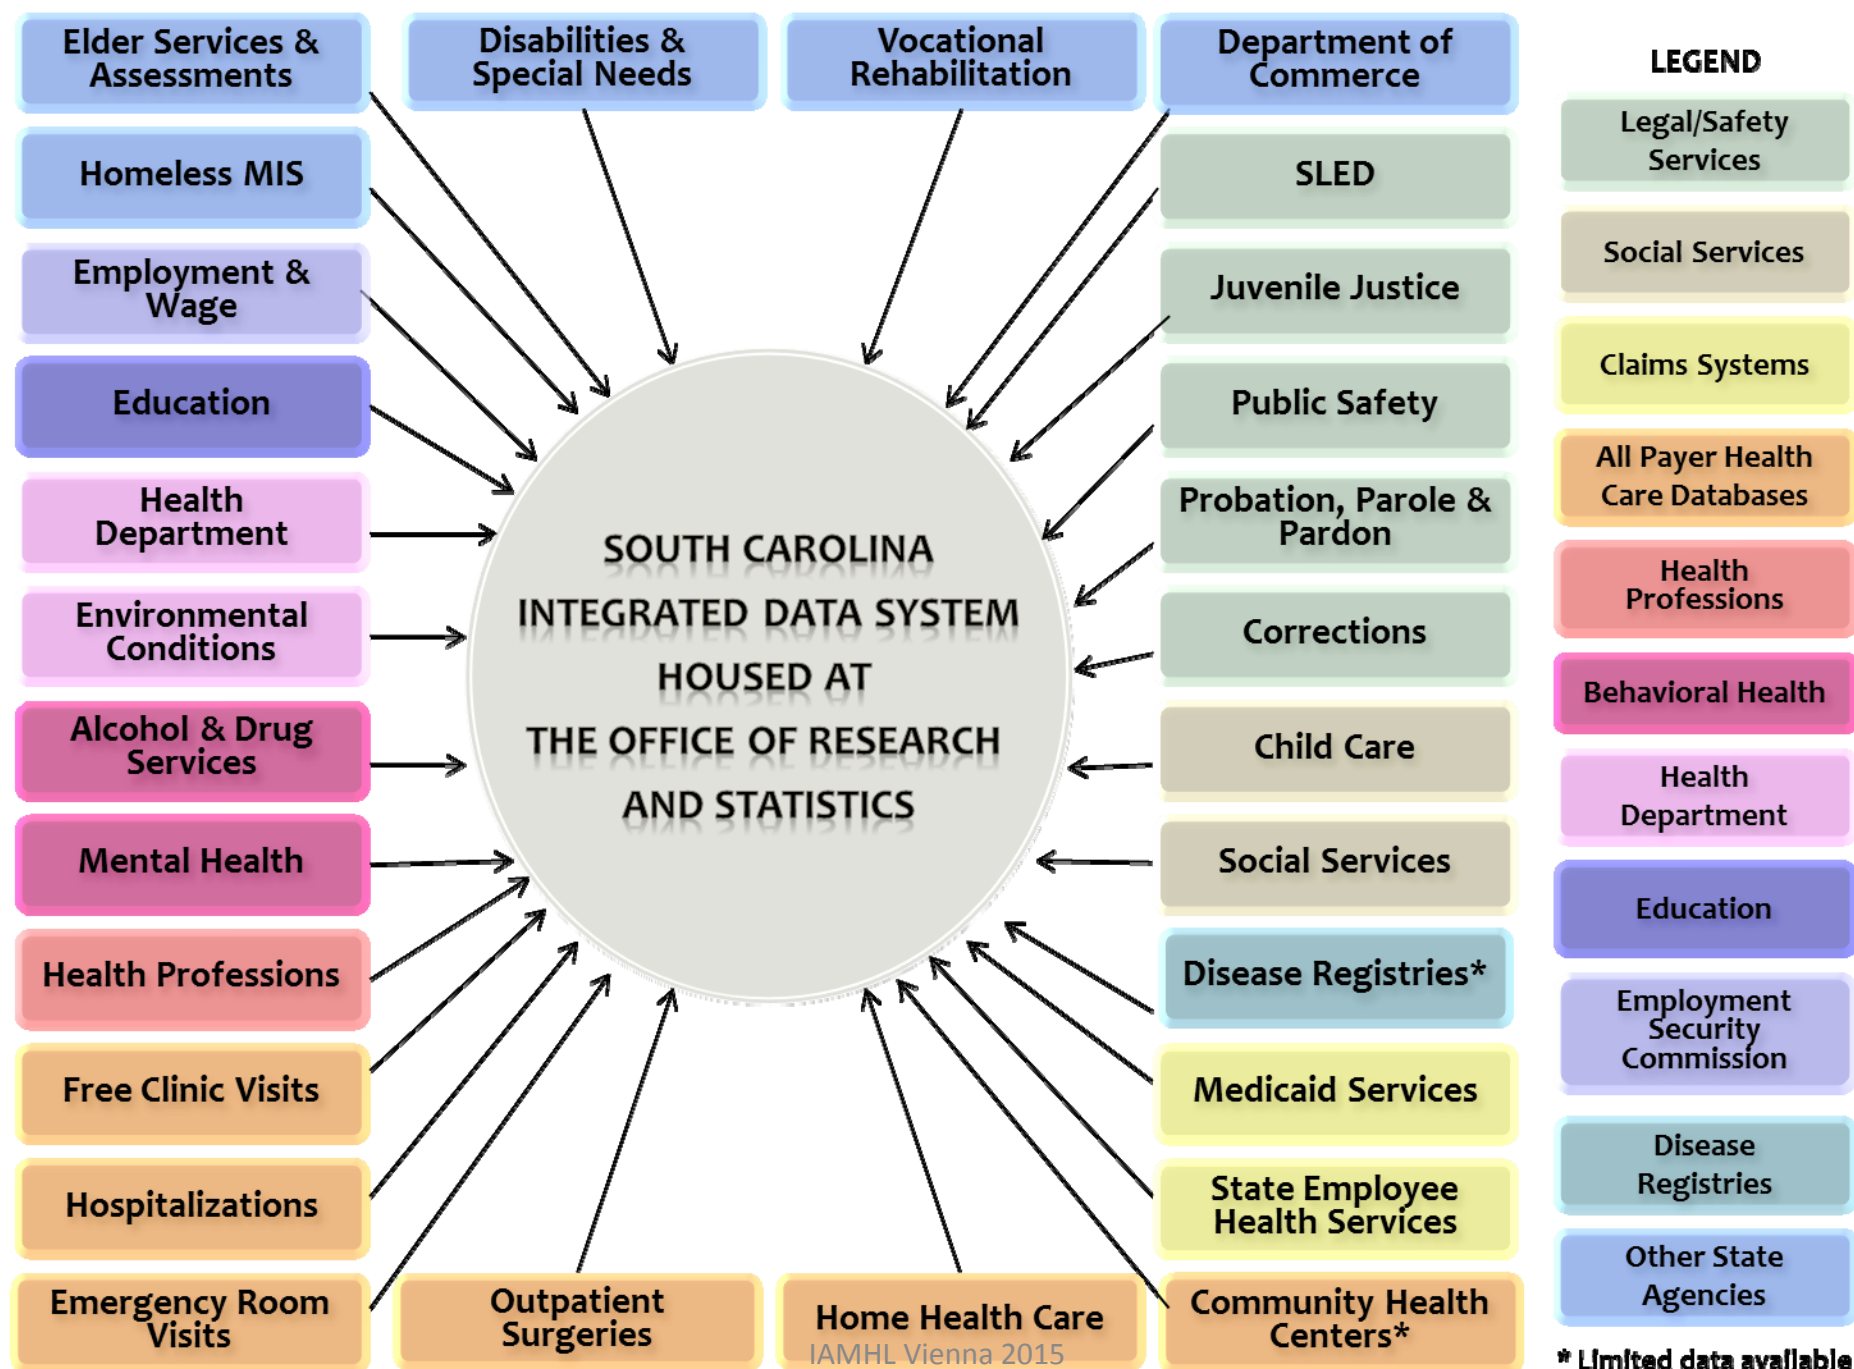 Elder Services &
Assessments
Disabilities &
Special Needs
Vocational
Rehabilitation
Department of
Commerce
Homeless MIS
Employment &
Wage
Education
Health
Department
Environmental
Conditions
Alcohol & Drug
Services
Mental Health
Health Professions
Free Clinic Visits
Hospitalizations
Emergency Room
Visits
Outpatient
Surgeries
Home Health Care
Community Health
Centers*
SOUTH CAROLINA
INTEGRATED DATA SYSTEM
HOUSED AT
THE OFFICE OF RESEARCH
AND STATISTICS
SLED
Juvenile Justice
Public Safety
Probation, Parole &
Pardon
Corrections
Child Care
Social Services
Disease Registries*
Medicaid Services
State Employee
Health Services
LEGEND
Legal/Safety
Services
Social Services
Claims Systems
All Payer Health
Care Databases
Health
Professions
Behavioral Health
Health
Department
Education
Employment
Security
Commission
Disease
Registries
Other State
Agencies
* Limited data available
IAMHL Vienna 2015